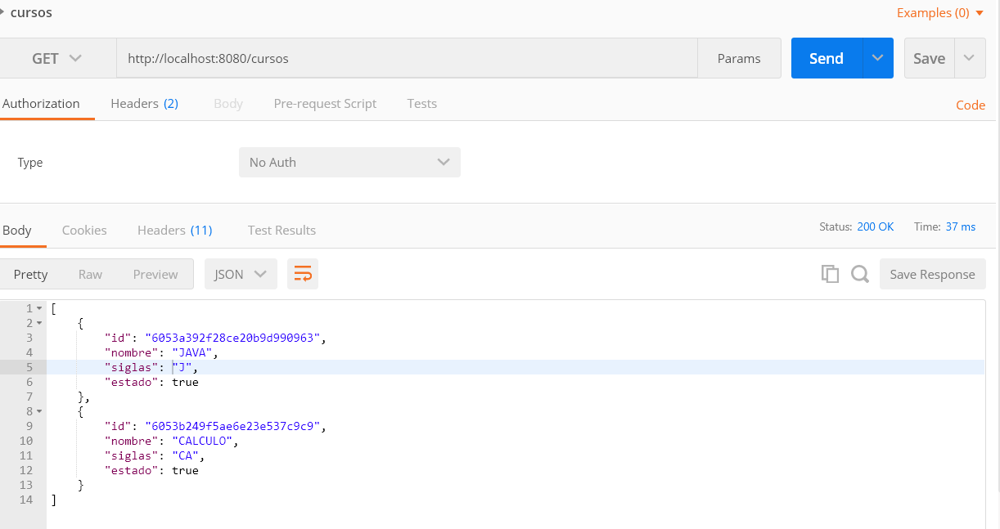 cursos Examples (0)
GET http://localhost:8080/cursos Params Send Save
Authorization Headers (2) Body Pre-request Script Tests Code
Type No Auth
Body Cookies Headers (11) Test Results Status: 200 OK Time: 37 ms
Pretty Raw Preview JSON Save Response
1 [
2 {
3 "id": "6053a392f28ce20b9d990963",
4 "nombre": "JAVA",
5 "siglas": "J",
6 "estado": true
7 },
8 {
9 "id": "6053b249f5ae6e23e537c9c9",
10 "nombre": "CALCULO",
11 "siglas": "CA",
12 "estado": true
13 }
14 ]